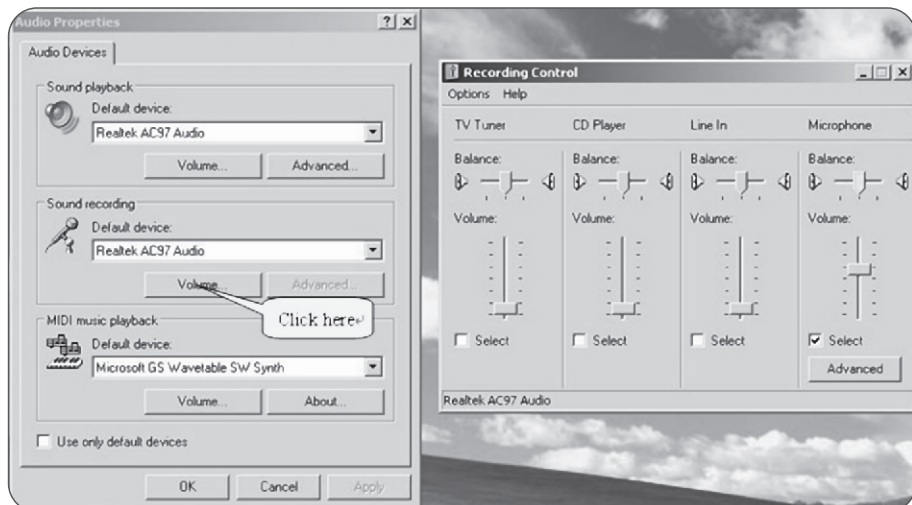 Audio Properties
Audio Devices
Sound playback
Default device:
Realtek AC97 Audio
Volume...
Advanced...
Sound recording
Default device:
Realtek AC97 Audio
Volume...
Advanced...
Click here
MIDI music playback
Default device:
Microsoft GS Wavetable SW Synth
Volume...
About...
Use only default devices
OK
Cancel
Apply
Recording Control
Options Help
TV Tuner
CD Player
Line In
Microphone
Balance:
Balance:
Balance:
Balance:
Volume:
Volume:
Volume:
Volume:
Select
Select
Select
Select
Advanced
Realtek AC97 Audio